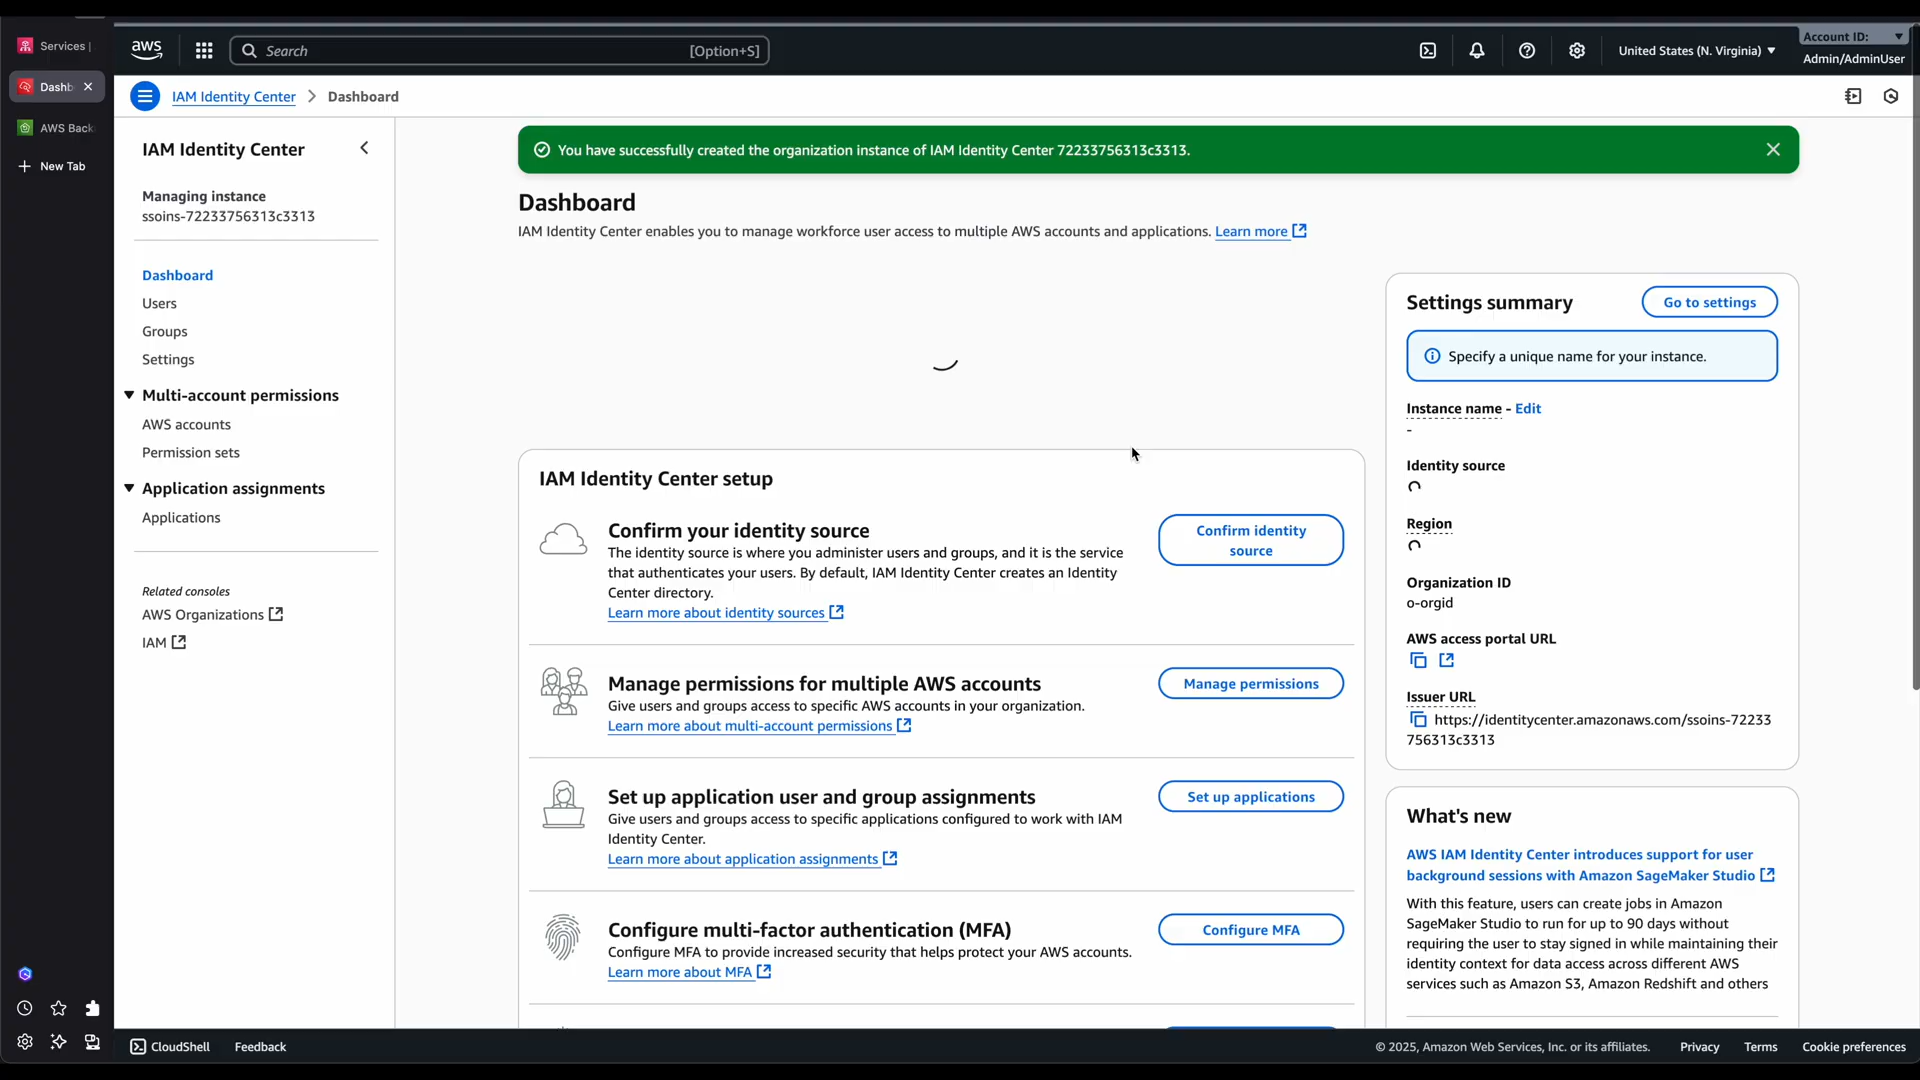 Services |
Dashb
AWS Back
New Tab
aws
Search
[Option+S]
United States (N. Virginia)
Account ID:
Admin/AdminUser
IAM Identity Center
Dashboard
IAM Identity Center
Managing instance
ssoins-72233756313c3313
Dashboard
Users
Groups
Settings
Multi-account permissions
AWS accounts
Permission sets
Application assignments
Applications
Related consoles
AWS Organizations
IAM
You have successfully created the organization instance of IAM Identity Center 72233756313c3313.
Dashboard
IAM Identity Center enables you to manage workforce user access to multiple AWS accounts and applications. Learn more
IAM Identity Center setup
Confirm your identity source
The identity source is where you administer users and groups, and it is the service
that authenticates your users. By default, IAM Identity Center creates an Identity
Center directory.
Learn more about identity sources
Confirm identity
source
Manage permissions for multiple AWS accounts
Give users and groups access to specific AWS accounts in your organization.
Learn more about multi-account permissions
Manage permissions
Set up application user and group assignments
Give users and groups access to specific applications configured to work with IAM
Identity Center.
Learn more about application assignments
Set up applications
Configure multi-factor authentication (MFA)
Configure MFA to provide increased security that helps protect your AWS accounts.
Learn more about MFA
Configure MFA
Settings summary
Go to settings
Specify a unique name for your instance.
Instance name - Edit
-
Identity source
Region
Organization ID
o-orgid
AWS access portal URL
Issuer URL
https://identitycenter.amazonaws.com/ssoins-72233
756313c3313
What's new
AWS IAM Identity Center introduces support for user
background sessions with Amazon SageMaker Studio
With this feature, users can create jobs in Amazon
SageMaker Studio to run for up to 90 days without
requiring the user to stay signed in while maintaining their
identity context for data access across different AWS
services such as Amazon S3, Amazon Redshift and others
CloudShell
Feedback
© 2025, Amazon Web Services, Inc. or its affiliates.
Privacy
Terms
Cookie preferences